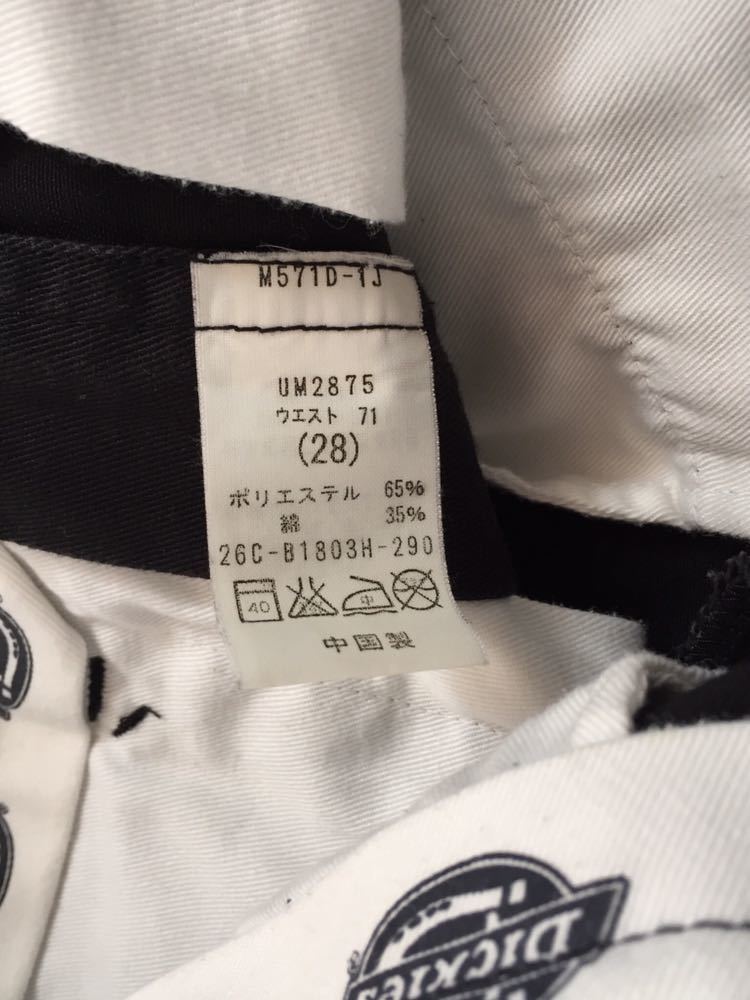 M571D-1J
UM2875
ウエスト 71
(28)
ポリエステル 65%
綿 35%
26C-B1803H-290
40 中
中国製
DICKIES